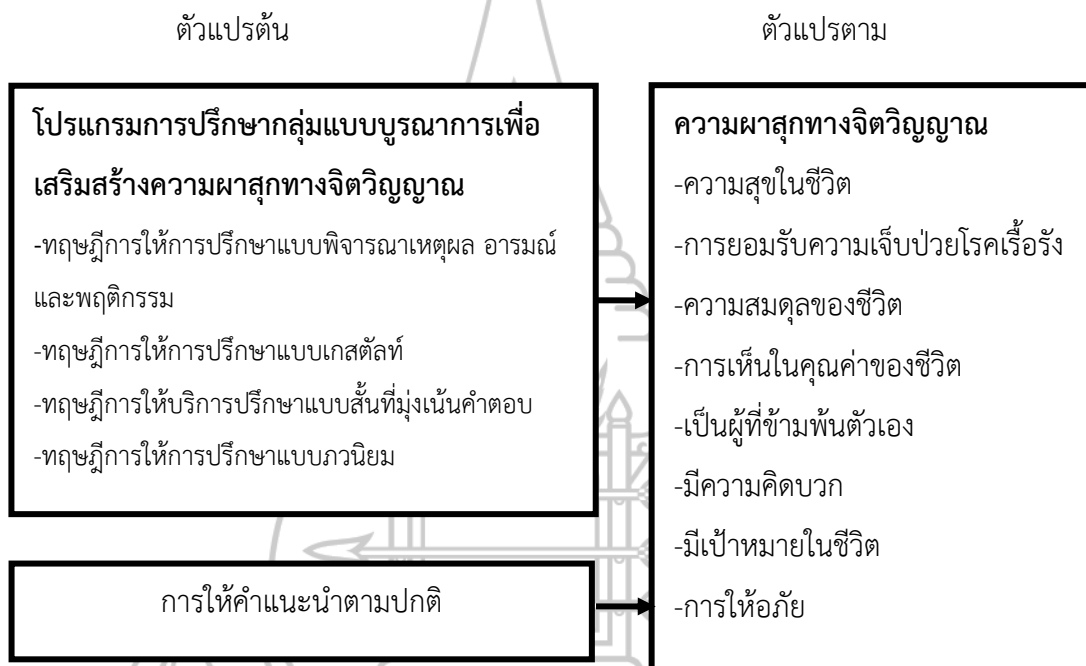 ตัวแปรต้น
ตัวแปรตาม
โปรแกรมการปรึกษากลุ่มแบบบูรณาการเพื่อ
เสริมสร้างความผาสุกทางจิตวิญญาณ
-ทฤษฎีการให้การปรึกษาแบบพิจารณาเหตุผล อารมณ์
และพฤติกรรม
-ทฤษฎีการให้การปรึกษาแบบเกสตัลท์
-ทฤษฎีการให้บริการปรึกษาแบบสั้นที่มุ่งเน้นคำตอบ
-ทฤษฎีการให้การปรึกษาแบบภวนิยม
การให้คำแนะนำตามปกติ
ความผาสุกทางจิตวิญญาณ
-ความสุขในชีวิต
-การยอมรับความเจ็บป่วยโรคเรื้อรัง
-ความสมดุลของชีวิต
-การเห็นในคุณค่าของชีวิต
-เป็นผู้ที่ข้ามพ้นตัวเอง
-มีความคิดบวก
-มีเป้าหมายในชีวิต
-การให้อภัย